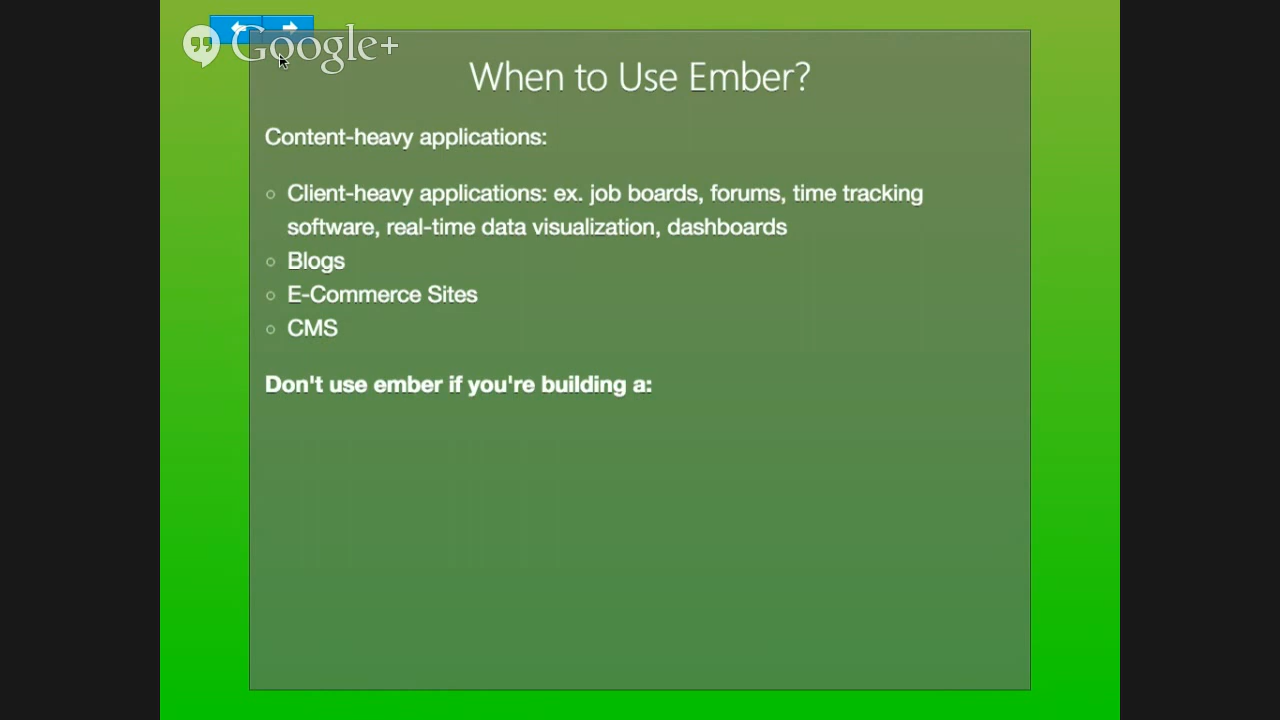 Google+
When to Use Ember?
Content-heavy applications:
Client-heavy applications: ex. job boards, forums, time tracking
software, real-time data visualization, dashboards
Blogs
E-Commerce Sites
CMS
Don't use ember if you're building a: